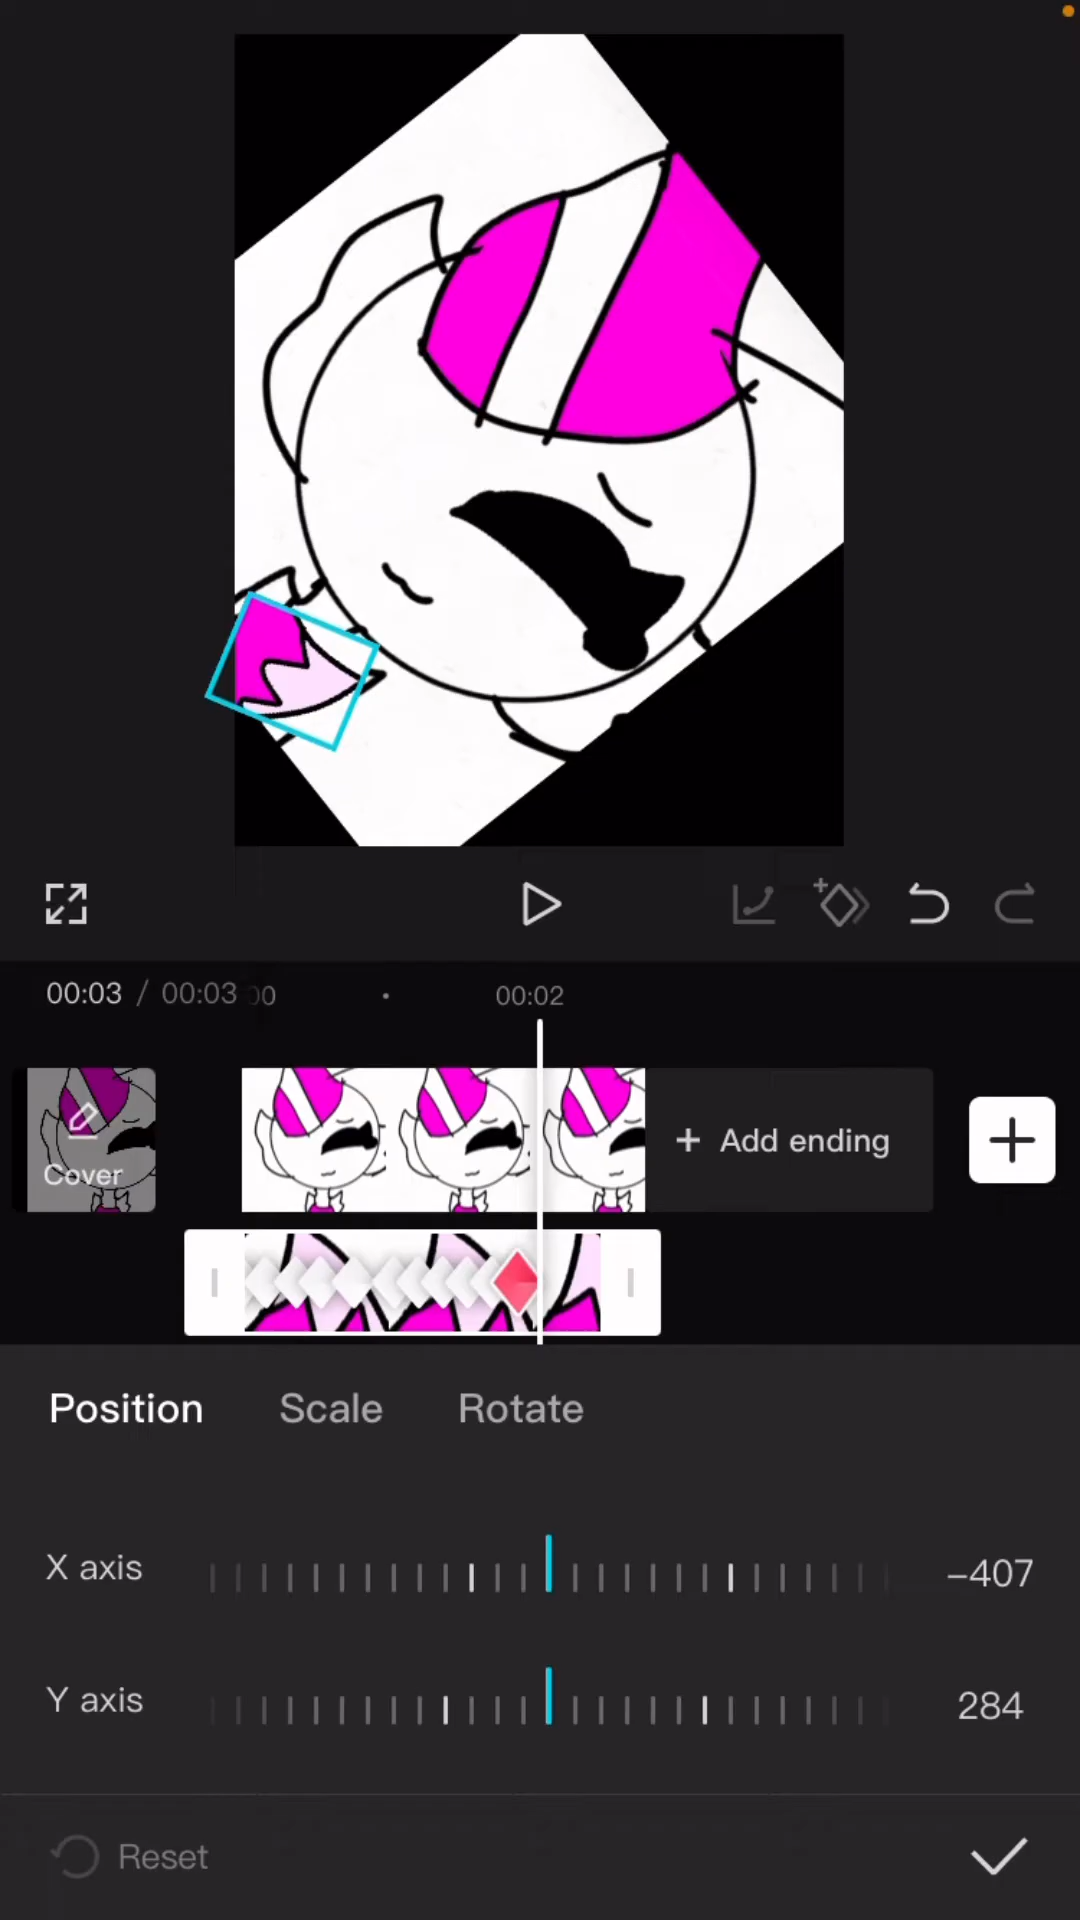 00:03 / 00:03
00:02
Cover
+ Add ending
Position Scale Rotate
X axis -407
Y axis 284
Reset